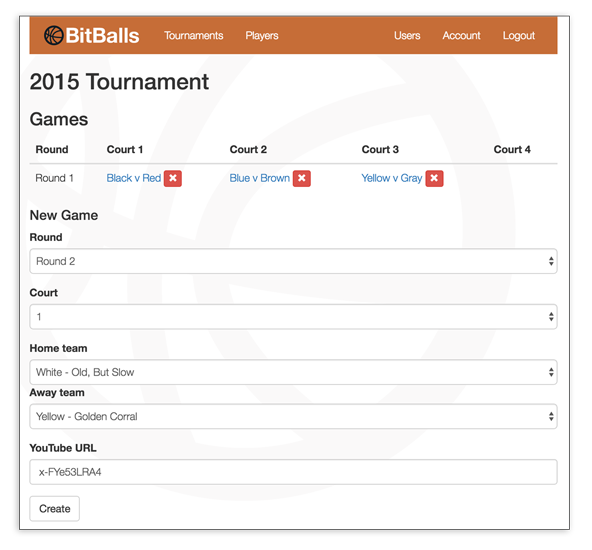 BitBalls Tournaments Players Users Account Logout
2015 Tournament
Games
Round Court 1 Court 2 Court 3 Court 4
Round 1 Black v Red Blue v Brown Yellow v Gray
New Game
Round
Round 2
Court
1
Home team
White - Old, But Slow
Away team
Yellow - Golden Corral
YouTube URL
x-FYe53LRA4
Create